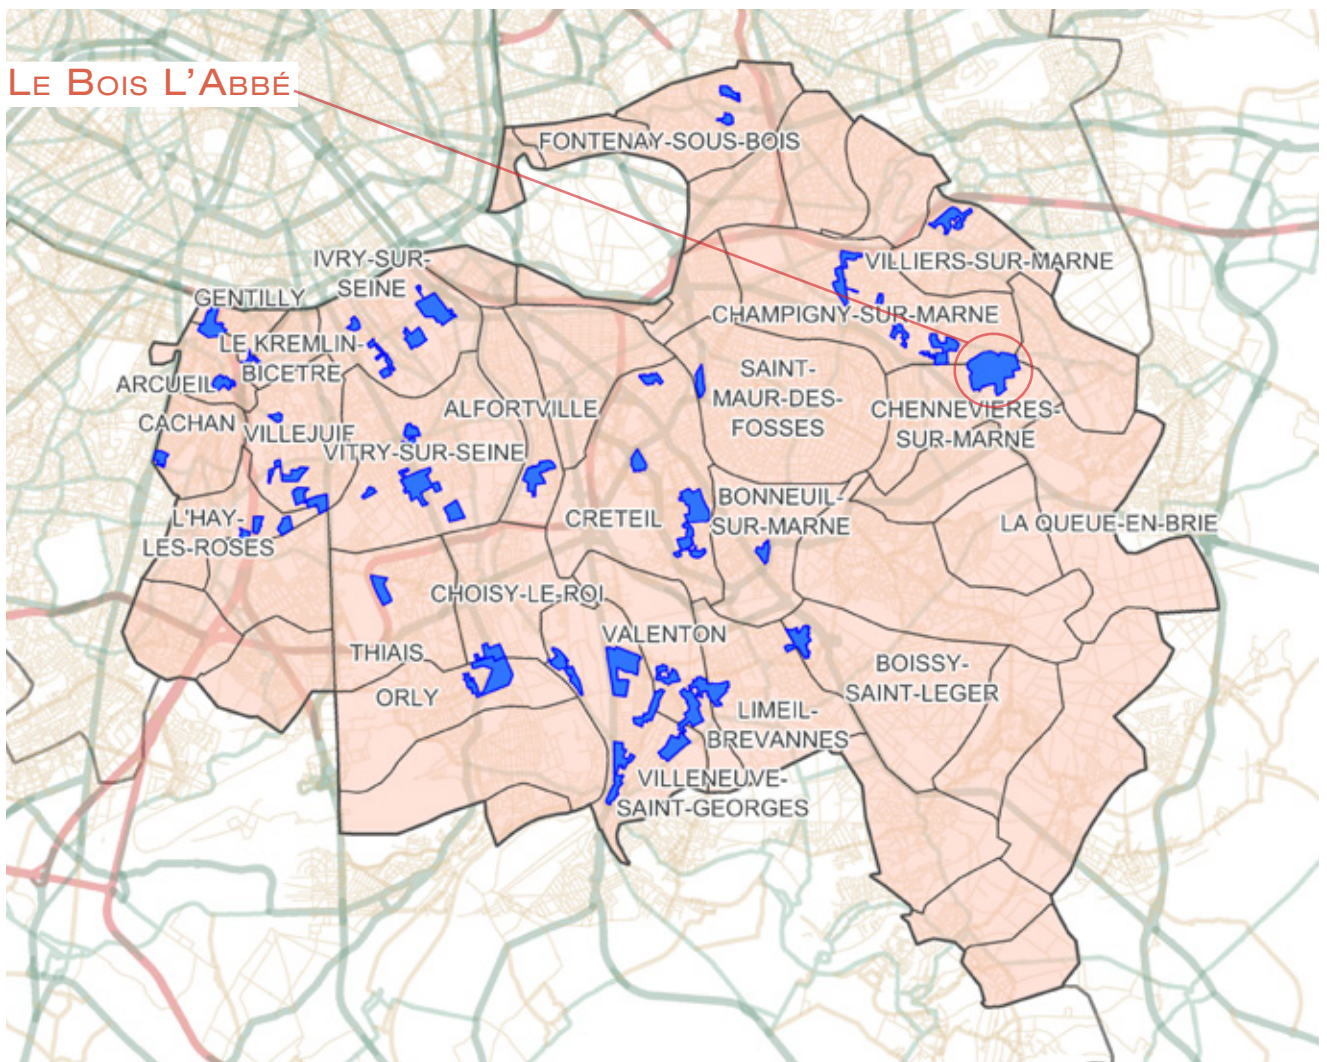 LE BOIS L'ABBÉ
FONTENAY-SOUS-BOIS
IVRY-SUR-
SEINE
GENTILLY
VILLIERS-SUR-MARNE
CHAMPIGNY-SUR-MARNE
LE KREMLIN-
BICETRE
ARCUEIL
SAINT-
MAUR-DES-
FOSSES
CACHAN
ALFORTVILLE
CHENNEVIERES-
SUR-MARNE
VILLEJUIF
VITRY-SUR-SEINE
L'HAY-
LES-ROSES
CRETEIL
BONNEUIL-
SUR-MARNE
LA QUEUE-EN-BRIE
CHOISY-LE-ROI
VALENTON
THIAIS
ORLY
BOISSY-
SAINT-LEGER
LIMEIL-
BREVANNES
VILLENEUVE-
SAINT-GEORGES